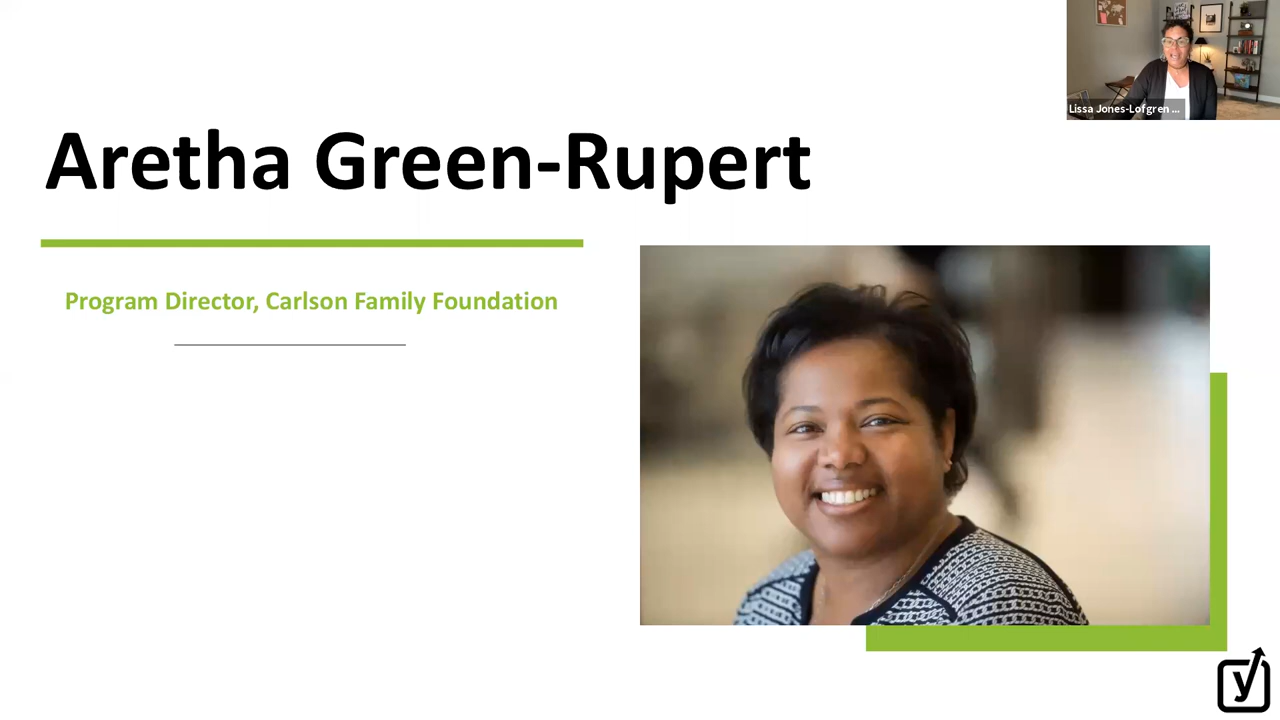 Lissa Jones-Lofgren ...
Aretha Green-Rupert
Program Director, Carlson Family Foundation
y